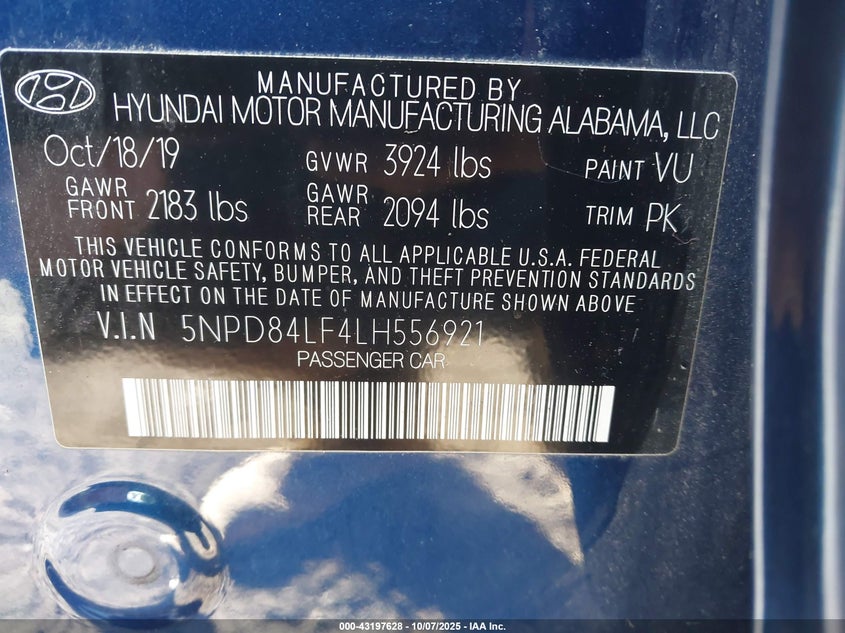 MANUFACTURED BY
HYUNDAI MOTOR MANUFACTURING ALABAMA, LLC
Oct/18/19 GVWR 3924 lbs PAINT VU
GAWR FRONT 2183 lbs GAWR REAR 2094 lbs TRIM PK
THIS VEHICLE CONFORMS TO ALL APPLICABLE U.S.A. FEDERAL
MOTOR VEHICLE SAFETY, BUMPER, AND THEFT PREVENTION STANDARDS
IN EFFECT ON THE DATE OF MANUFACTURE SHOWN ABOVE
V.I.N 5NPD84LF4LH556921
PASSENGER CAR
000-43197628 - 10/07/2025 - IAA Inc.